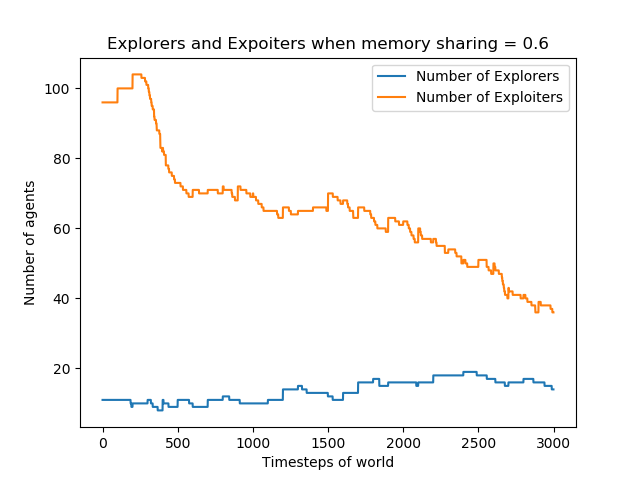 Explorers and Expoiters when memory sharing = 0.6
Number of Explorers
Number of Exploiters
Number of agents
100
80
60
40
20
0 500 1000 1500 2000 2500 3000
Timesteps of world